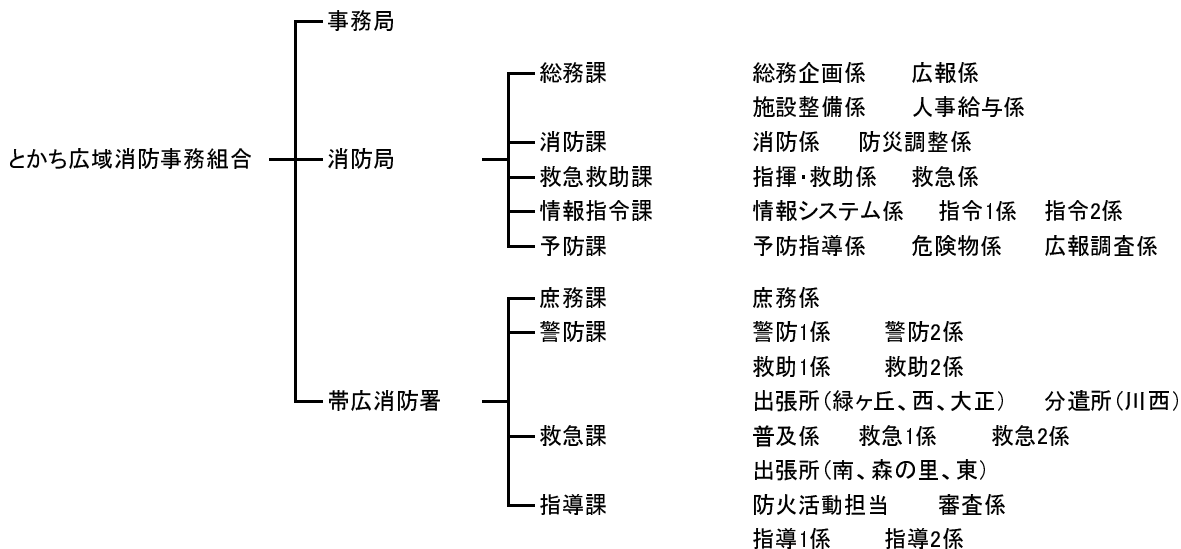 事務局
総務課 総務企画係 広報係
施設整備係 人事給与係
消防課 消防係 防災調整係
とかち広域消防事務組合 消防局
救急救助課 指揮・救助係 救急係
情報指令課 情報システム係 指令1係 指令2係
予防課 予防指導係 危険物係 広報調査係
庶務課 庶務係
警防課 警防1係 警防2係
救助1係 救助2係
帯広消防署 出張所(緑ヶ丘、西、大正) 分遣所(川西)
救急課 普及係 救急1係 救急2係
出張所(南、森の里、東)
指導課 防火活動担当 審査係
指導1係 指導2係